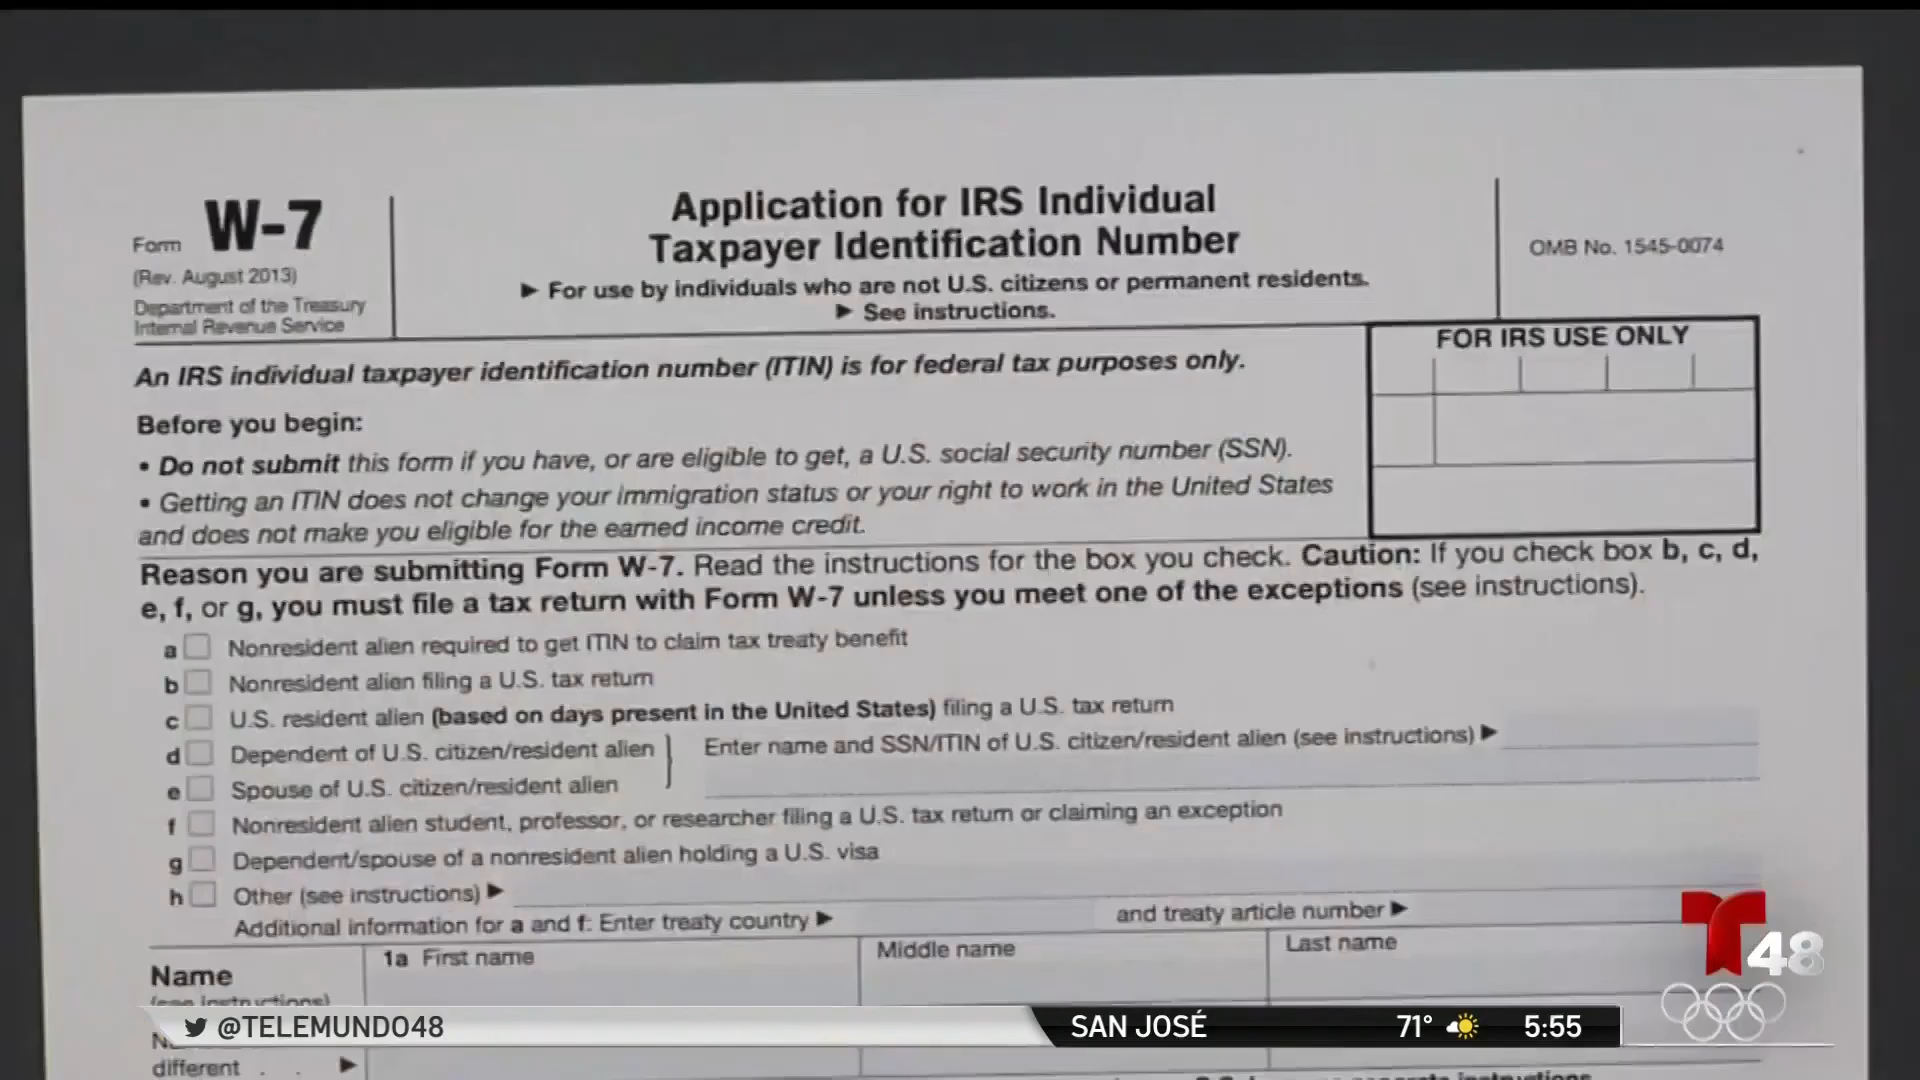 Form W-7
(Rev. August 2013)
Department of the Treasury
Internal Revenue Service
Application for IRS Individual
Taxpayer Identification Number
► For use by individuals who are not U.S. citizens or permanent residents.
► See instructions.
OMB No. 1545-0074
An IRS individual taxpayer identification number (ITIN) is for federal tax purposes only.
FOR IRS USE ONLY
Before you begin:
• Do not submit this form if you have, or are eligible to get, a U.S. social security number (SSN).
• Getting an ITIN does not change your immigration status or your right to work in the United States
and does not make you eligible for the earned income credit.
Reason you are submitting Form W-7. Read the instructions for the box you check. Caution: If you check box b, c, d,
e, f, or g, you must file a tax return with Form W-7 unless you meet one of the exceptions (see instructions).
a Nonresident alien required to get ITIN to claim tax treaty benefit
b Nonresident alien filing a U.S. tax return
c U.S. resident alien (based on days present in the United States) filing a U.S. tax return
d Dependent of U.S. citizen/resident alien } Enter name and SSN/ITIN of U.S. citizen/resident alien (see instructions) ►
e Spouse of U.S. citizen/resident alien
f Nonresident alien student, professor, or researcher filing a U.S. tax return or claiming an exception
g Dependent/spouse of a nonresident alien holding a U.S. visa
h Other (see instructions) ►
Additional information for a and f: Enter treaty country ► and treaty article number ►
Name
(see instructions)
1a First name
Middle name
Last name
different . . ►
48
@TELEMUNDO48
SAN JOSÉ 71° 5:55